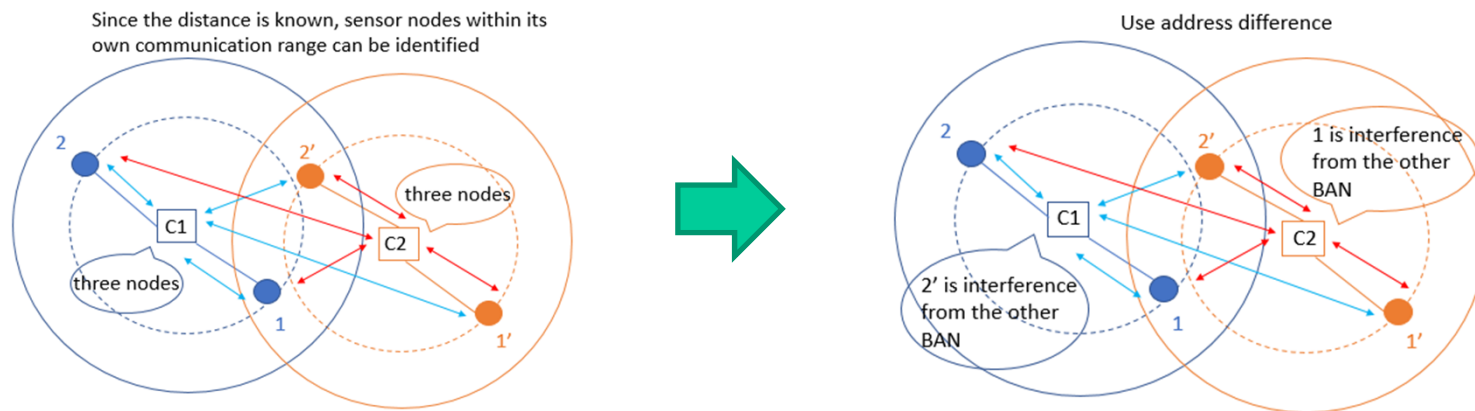 Since the distance is known, sensor nodes within its
own communication range can be identified
2
2’
C1
three nodes
C2
three nodes
1
1’
Use address difference
2
2’
1 is interference
from the other
BAN
C1
C2
2’ is interference
from the other
BAN
1
1’